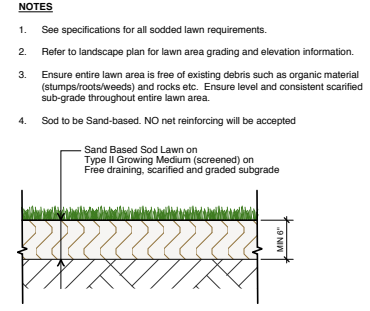 NOTES
1. See specifications for all sodded lawn requirements.
2. Refer to landscape plan for lawn area grading and elevation information.
3. Ensure entire lawn area is free of existing debris such as organic material
(stumps/roots/weeds) and rocks etc. Ensure level and consistent scarified
sub-grade throughout entire lawn area.
4. Sod to be Sand-based. NO net reinforcing will be accepted
Sand Based Sod Lawn on
Type II Growing Medium (screened) on
Free draining, scarified and graded subgrade
MIN 6"